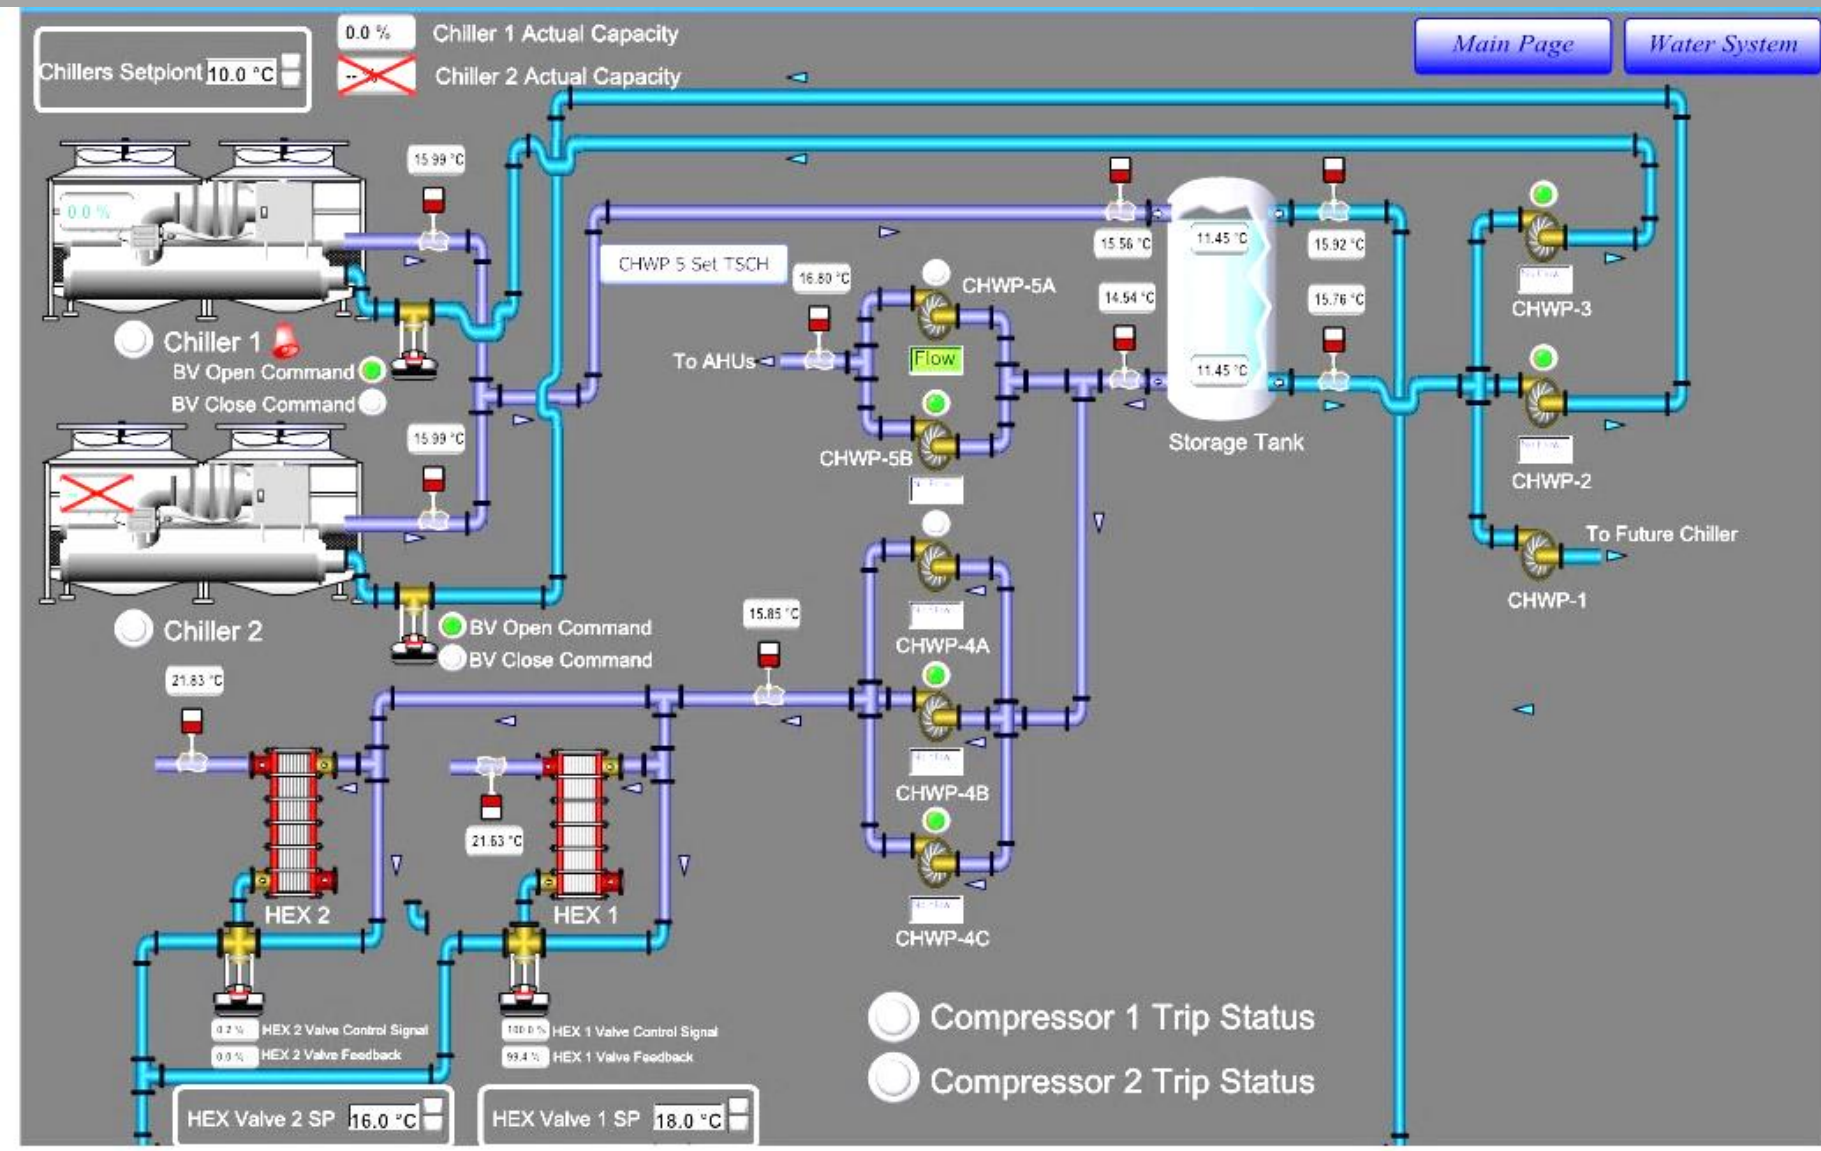 Chillers Setpiont 10.0 °C
0.0 % Chiller 1 Actual Capacity
Chiller 2 Actual Capacity
Main Page
Water System
0.0 %
15.99 °C
Chiller 1
BV Open Command
BV Close Command
15.99 °C
Chiller 2
BV Open Command
BV Close Command
CHWP 5 Set TSCH
16.80 °C
To AHUs
CHWP-5A
Flow
CHWP-5B
15.56 °C
14.54 °C
11.45 °C
11.45 °C
Storage Tank
15.92 °C
15.76 °C
CHWP-3
CHWP-2
To Future Chiller
CHWP-1
CHWP-4A
CHWP-4B
CHWP-4C
15.85 °C
21.83 °C
HEX 2
21.63 °C
HEX 1
0.2 % HEX 2 Valve Control Signal
0.0 % HEX 2 Valve Feedback
100.0 % HEX 1 Valve Control Signal
99.4 % HEX 1 Valve Feedback
HEX Valve 2 SP 16.0 °C
HEX Valve 1 SP 18.0 °C
Compressor 1 Trip Status
Compressor 2 Trip Status